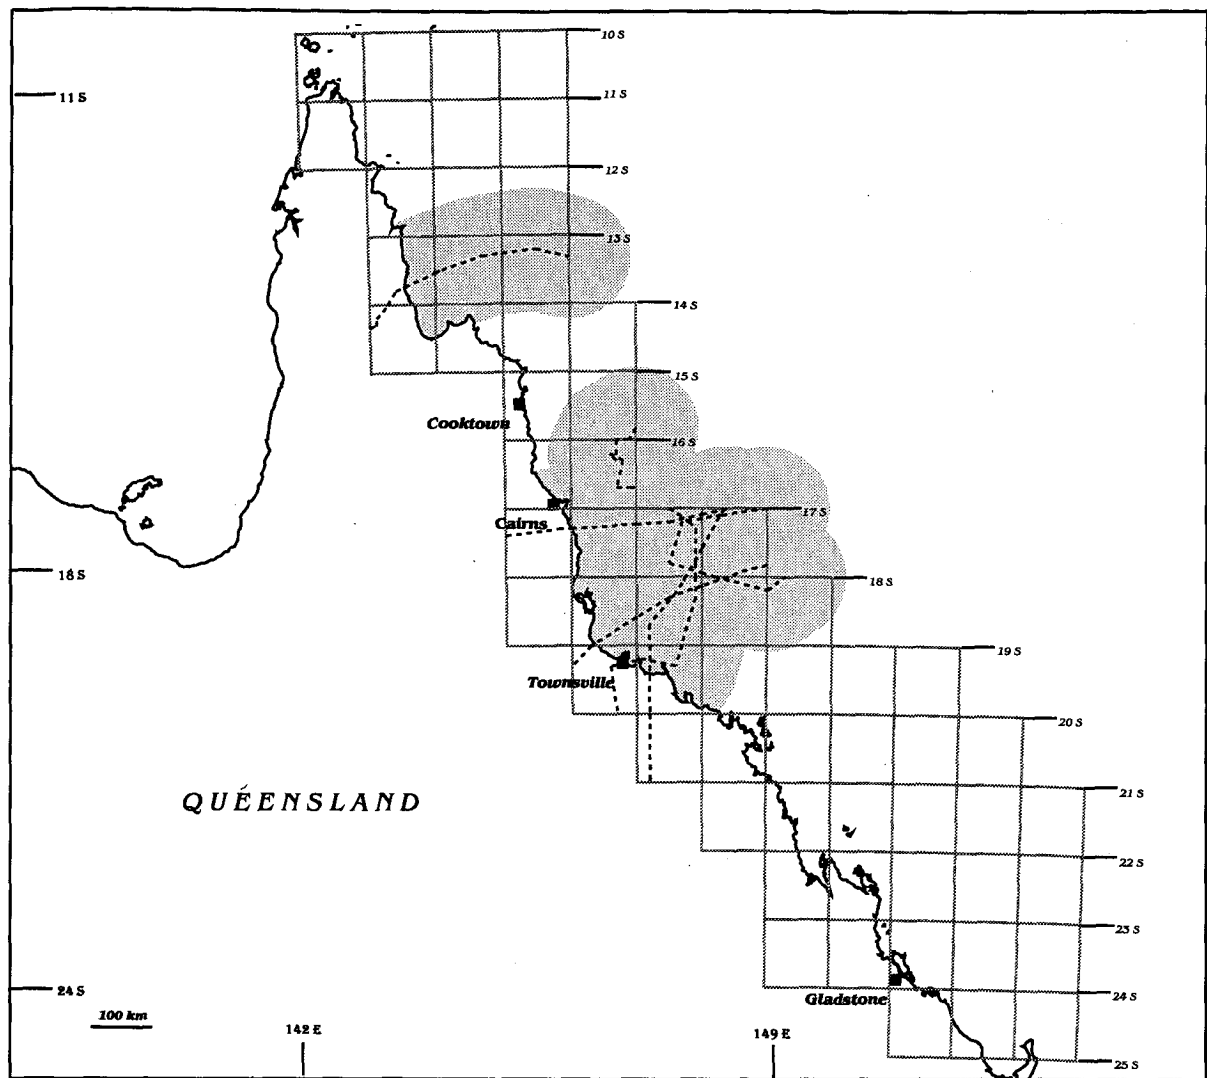 10 S
11 S
11 S
12 S
13 S
14 S
15 S
Cooktown
16 S
Cairns
17 S
18 S
18 S
19 S
Townsville
20 S
QUÉENSLAND
21 S
22 S
23 S
24 S
Gladstone
24 S
100 km
142 E
149 E
25 S